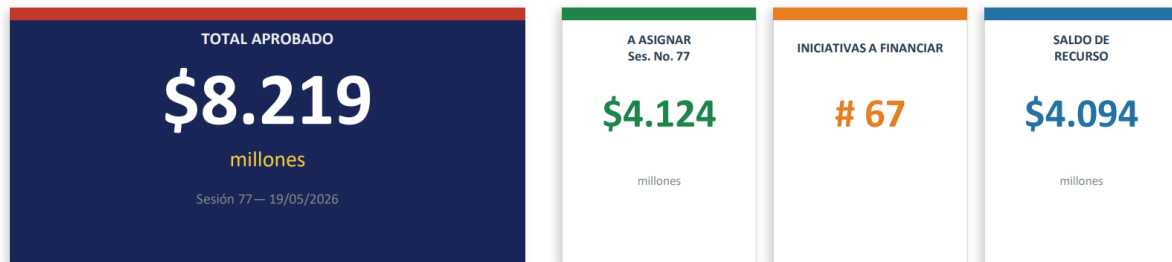 TOTAL APROBADO
$8.219
millones
Sesión 77— 19/05/2026
A ASIGNAR
Ses. No. 77
$4.124
millones
INICIATIVAS A FINANCIAR
# 67
SALDO DE
RECURSO
$4.094
millones